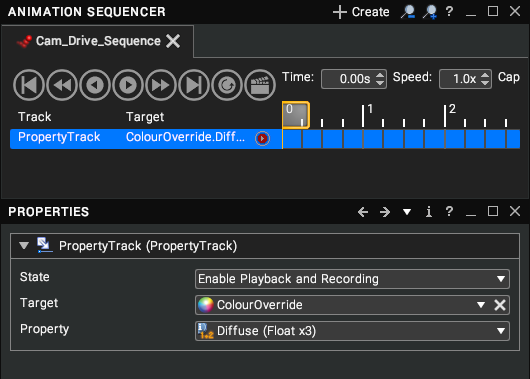 ANIMATION SEQUENCER
Create
?
Cam_Drive_Sequence
Time: 0.00s Speed: 1.0x Cap
Track Target 0 1 2
PropertyTrack ColourOverride.Diff...
PROPERTIES
i ?
PropertyTrack (PropertyTrack)
State Enable Playback and Recording
Target ColourOverride
Property Diffuse (Float x3)